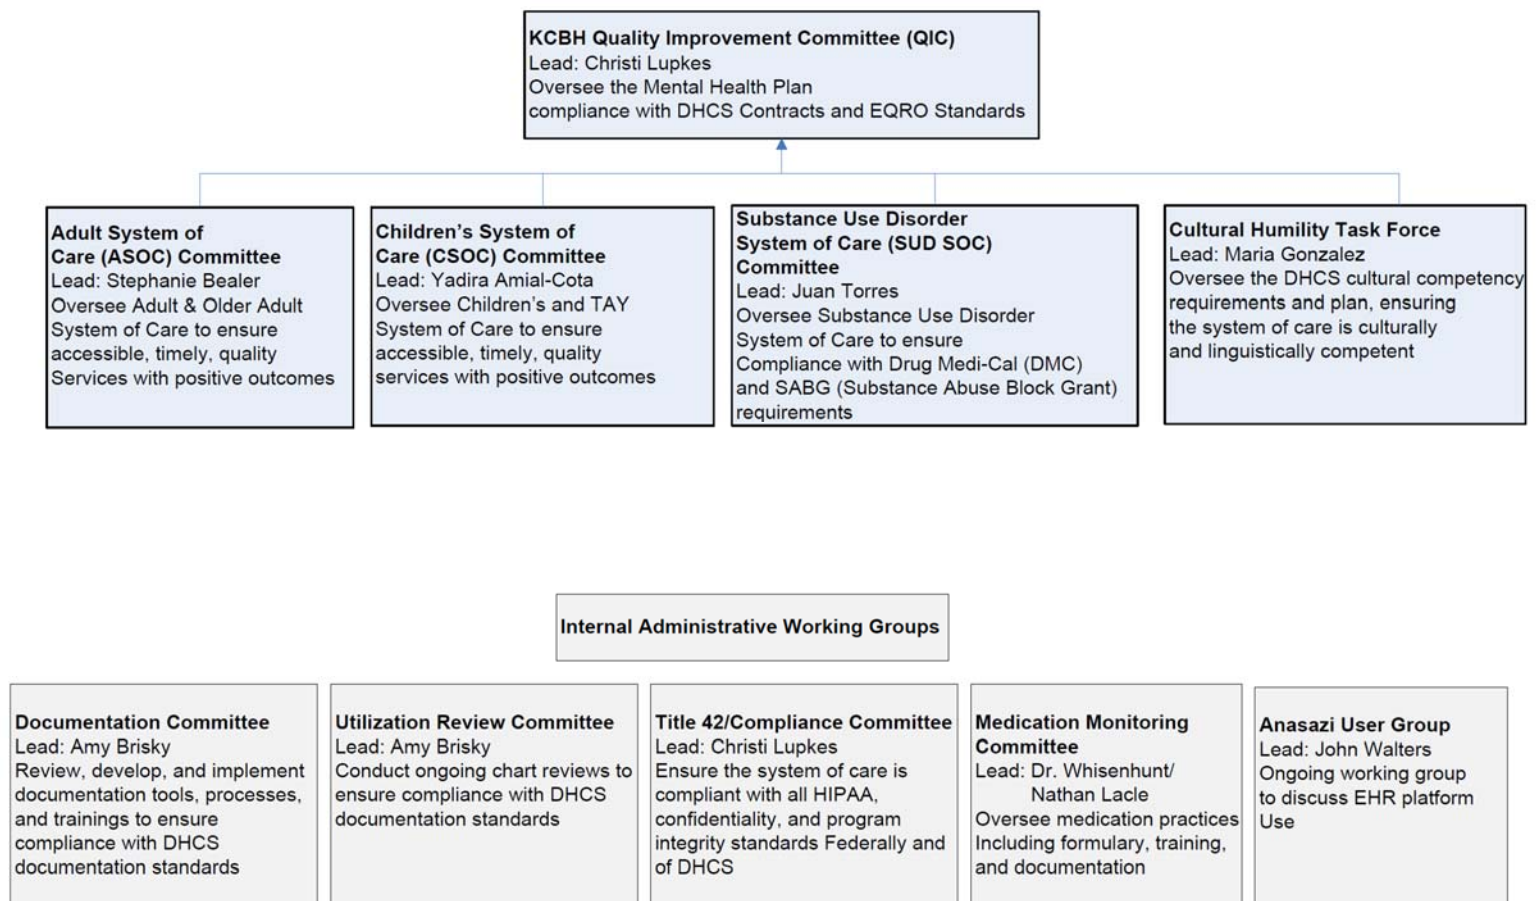 KCBH Quality Improvement Committee (QIC)
Lead: Christi Lupkes
Oversee the Mental Health Plan
compliance with DHCS Contracts and EQRO Standards
Adult System of
Care (ASOC) Committee
Lead: Stephanie Bealer
Oversee Adult & Older Adult
System of Care to ensure
accessible, timely, quality
Services with positive outcomes
Children’s System of
Care (CSOC) Committee
Lead: Yadira Amial-Cota
Oversee Children’s and TAY
System of Care to ensure
accessible, timely, quality
services with positive outcomes
Substance Use Disorder
System of Care (SUD SOC)
Committee
Lead: Juan Torres
Oversee Substance Use Disorder
System of Care to ensure
Compliance with Drug Medi-Cal (DMC)
and SABG (Substance Abuse Block Grant)
requirements
Cultural Humility Task Force
Lead: Maria Gonzalez
Oversee the DHCS cultural competency
requirements and plan, ensuring
the system of care is culturally
and linguistically competent
Internal Administrative Working Groups
Documentation Committee
Lead: Amy Brisky
Review, develop, and implement
documentation tools, processes,
and trainings to ensure
compliance with DHCS
documentation standards
Utilization Review Committee
Lead: Amy Brisky
Conduct ongoing chart reviews to
ensure compliance with DHCS
documentation standards
Title 42/Compliance Committee
Lead: Christi Lupkes
Ensure the system of care is
compliant with all HIPAA,
confidentiality, and program
integrity standards Federally and
of DHCS
Medication Monitoring
Committee
Lead: Dr. Whisenhunt/
Nathan Lacle
Oversee medication practices
Including formulary, training,
and documentation
Anasazi User Group
Lead: John Walters
Ongoing working group
to discuss EHR platform
Use